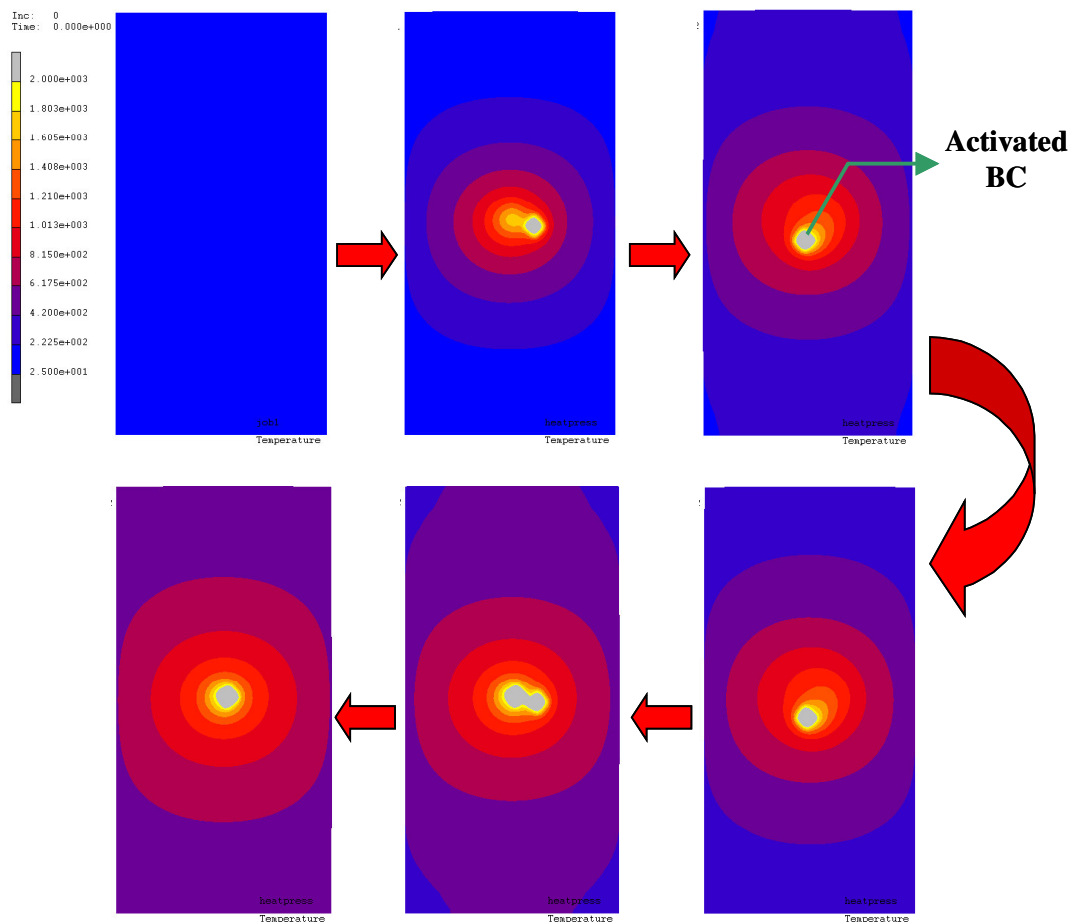 Inc: 0
Time: 0.000e+000
2.000e+003
1.803e+003
1.605e+003
1.408e+003
1.210e+003
1.013e+003
8.150e+002
6.175e+002
4.200e+002
2.225e+002
2.500e+001
Activated
BC
job1
Temperature
heatpress
Temperature
heatpress
Temperature
heatpress
Temperature
heatpress
Temperature
heatpress
Temperature